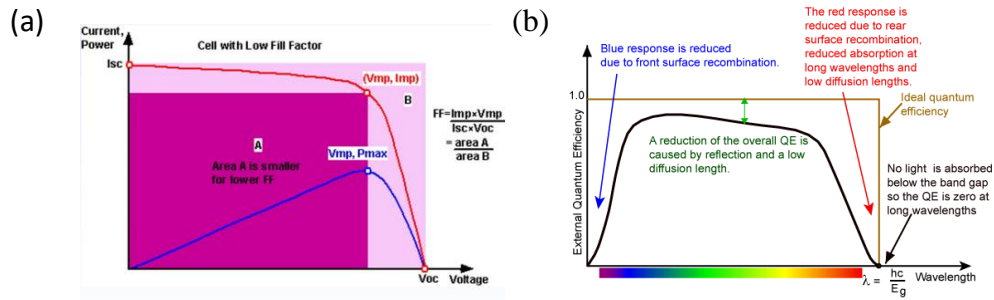 (a)
Current,
Power
Cell with Low Fill Factor
Isc
(Vmp, Imp)
B
FF=Imp×Vmp
Isc×Voc
= area A
area B
A
Area A is smaller
for lower FF
Vmp, Pmax
Voc
Voltage
(b)
Blue response is reduced
due to front surface recombination.
The red response is
reduced due to rear
surface recombination,
reduced absorption at
long wavelengths and
low diffusion lengths.
1.0
Ideal quantum
efficiency
External Quantum Efficiency
A reduction of the overall QE is
caused by reflection and a low
diffusion length.
No light is absorbed
below the band gap
so the QE is zero at
long wavelengths
λ = hc
Eg
Wavelength